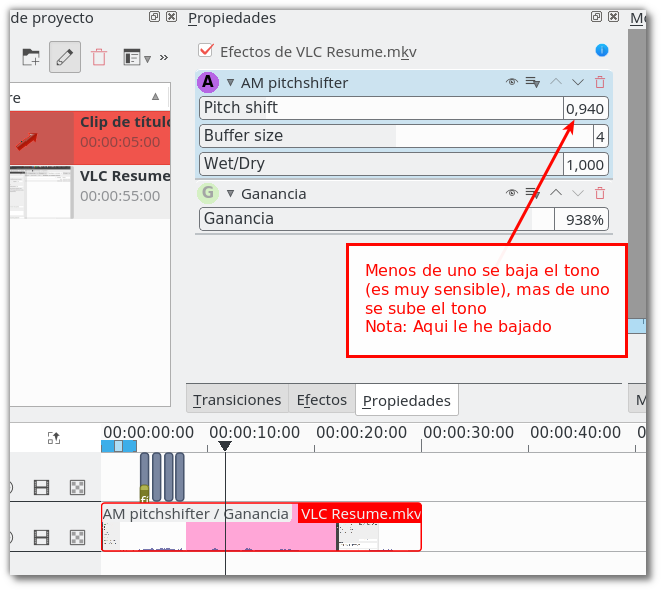 de proyecto
Propiedades
Efectos de VLC Resume.mkv
re
A
AM pitchshifter
Pitch shift
0,940
Buffer size
4
Wet/Dry
1,000
Clip de título
00:00:05:00
VLC Resume
00:00:55:00
G
Ganancia
Ganancia
938%
Menos de uno se baja el tono
(es muy sensible), mas de uno
se sube el tono
Nota: Aqui le he bajado
Transiciones
Efectos
Propiedades
M
00:00:00:00
00:00:10:00
00:00:20:00
00:00:30:00
00:00:40:00
AM pitchshifter / Ganancia
VLC Resume.mkv